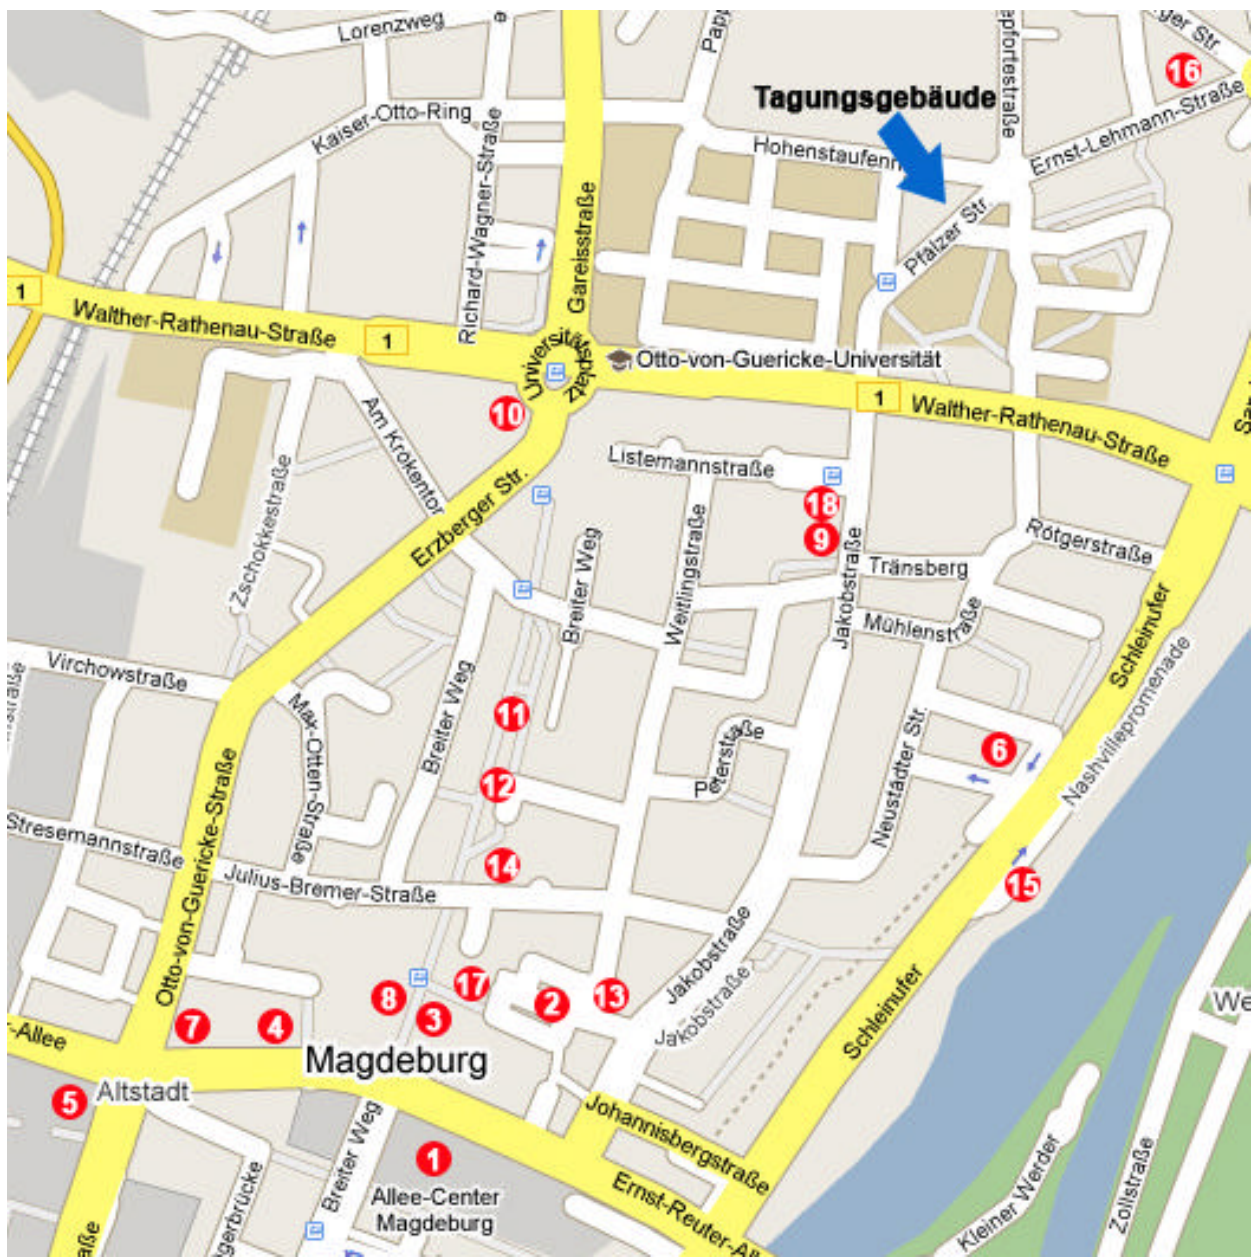 Lorenzweg
Kaiser-Otto-Ring
Richard-Wagner-Straße
Gareisstraße
16
Tagungsgebäude
Hohenstaufenr
Ernst-Lehmann-Straße
Pfälzer Str.
1
Walther-Rathenau-Straße
1
Universitätsplatz
Otto-von-Guericke-Universität
1
Walther-Rathenau-Straße
10
Am Krökentor
Listemannstraße
Zschokkestraße
Erzberger Str.
18
9
Weitlingstraße
Jakobstraße
Rötgerstraße
Tränsberg
Breiter Weg
Mühlenstraße
Schleinufer
Virchowstraße
Breiter Weg
Max-Otten-Straße
11
Peterstraße
Neustädter Str.
6
Nashvillepromenade
12
Otto-von-Guericke-Straße
Stresemannstraße
14
15
Julius-Bremer-Straße
Jakobstraße
Jakobstraße
17
8
3
2
13
7
4
Schleinufer
We
r-Allee
Magdeburg
Altstadt
5
Johannisbergstraße
Breiter Weg
1
Allee-Center
Magdeburg
Ernst-Reuter-All
Kleiner Werder
Zollstraße
gerbrücke
raße